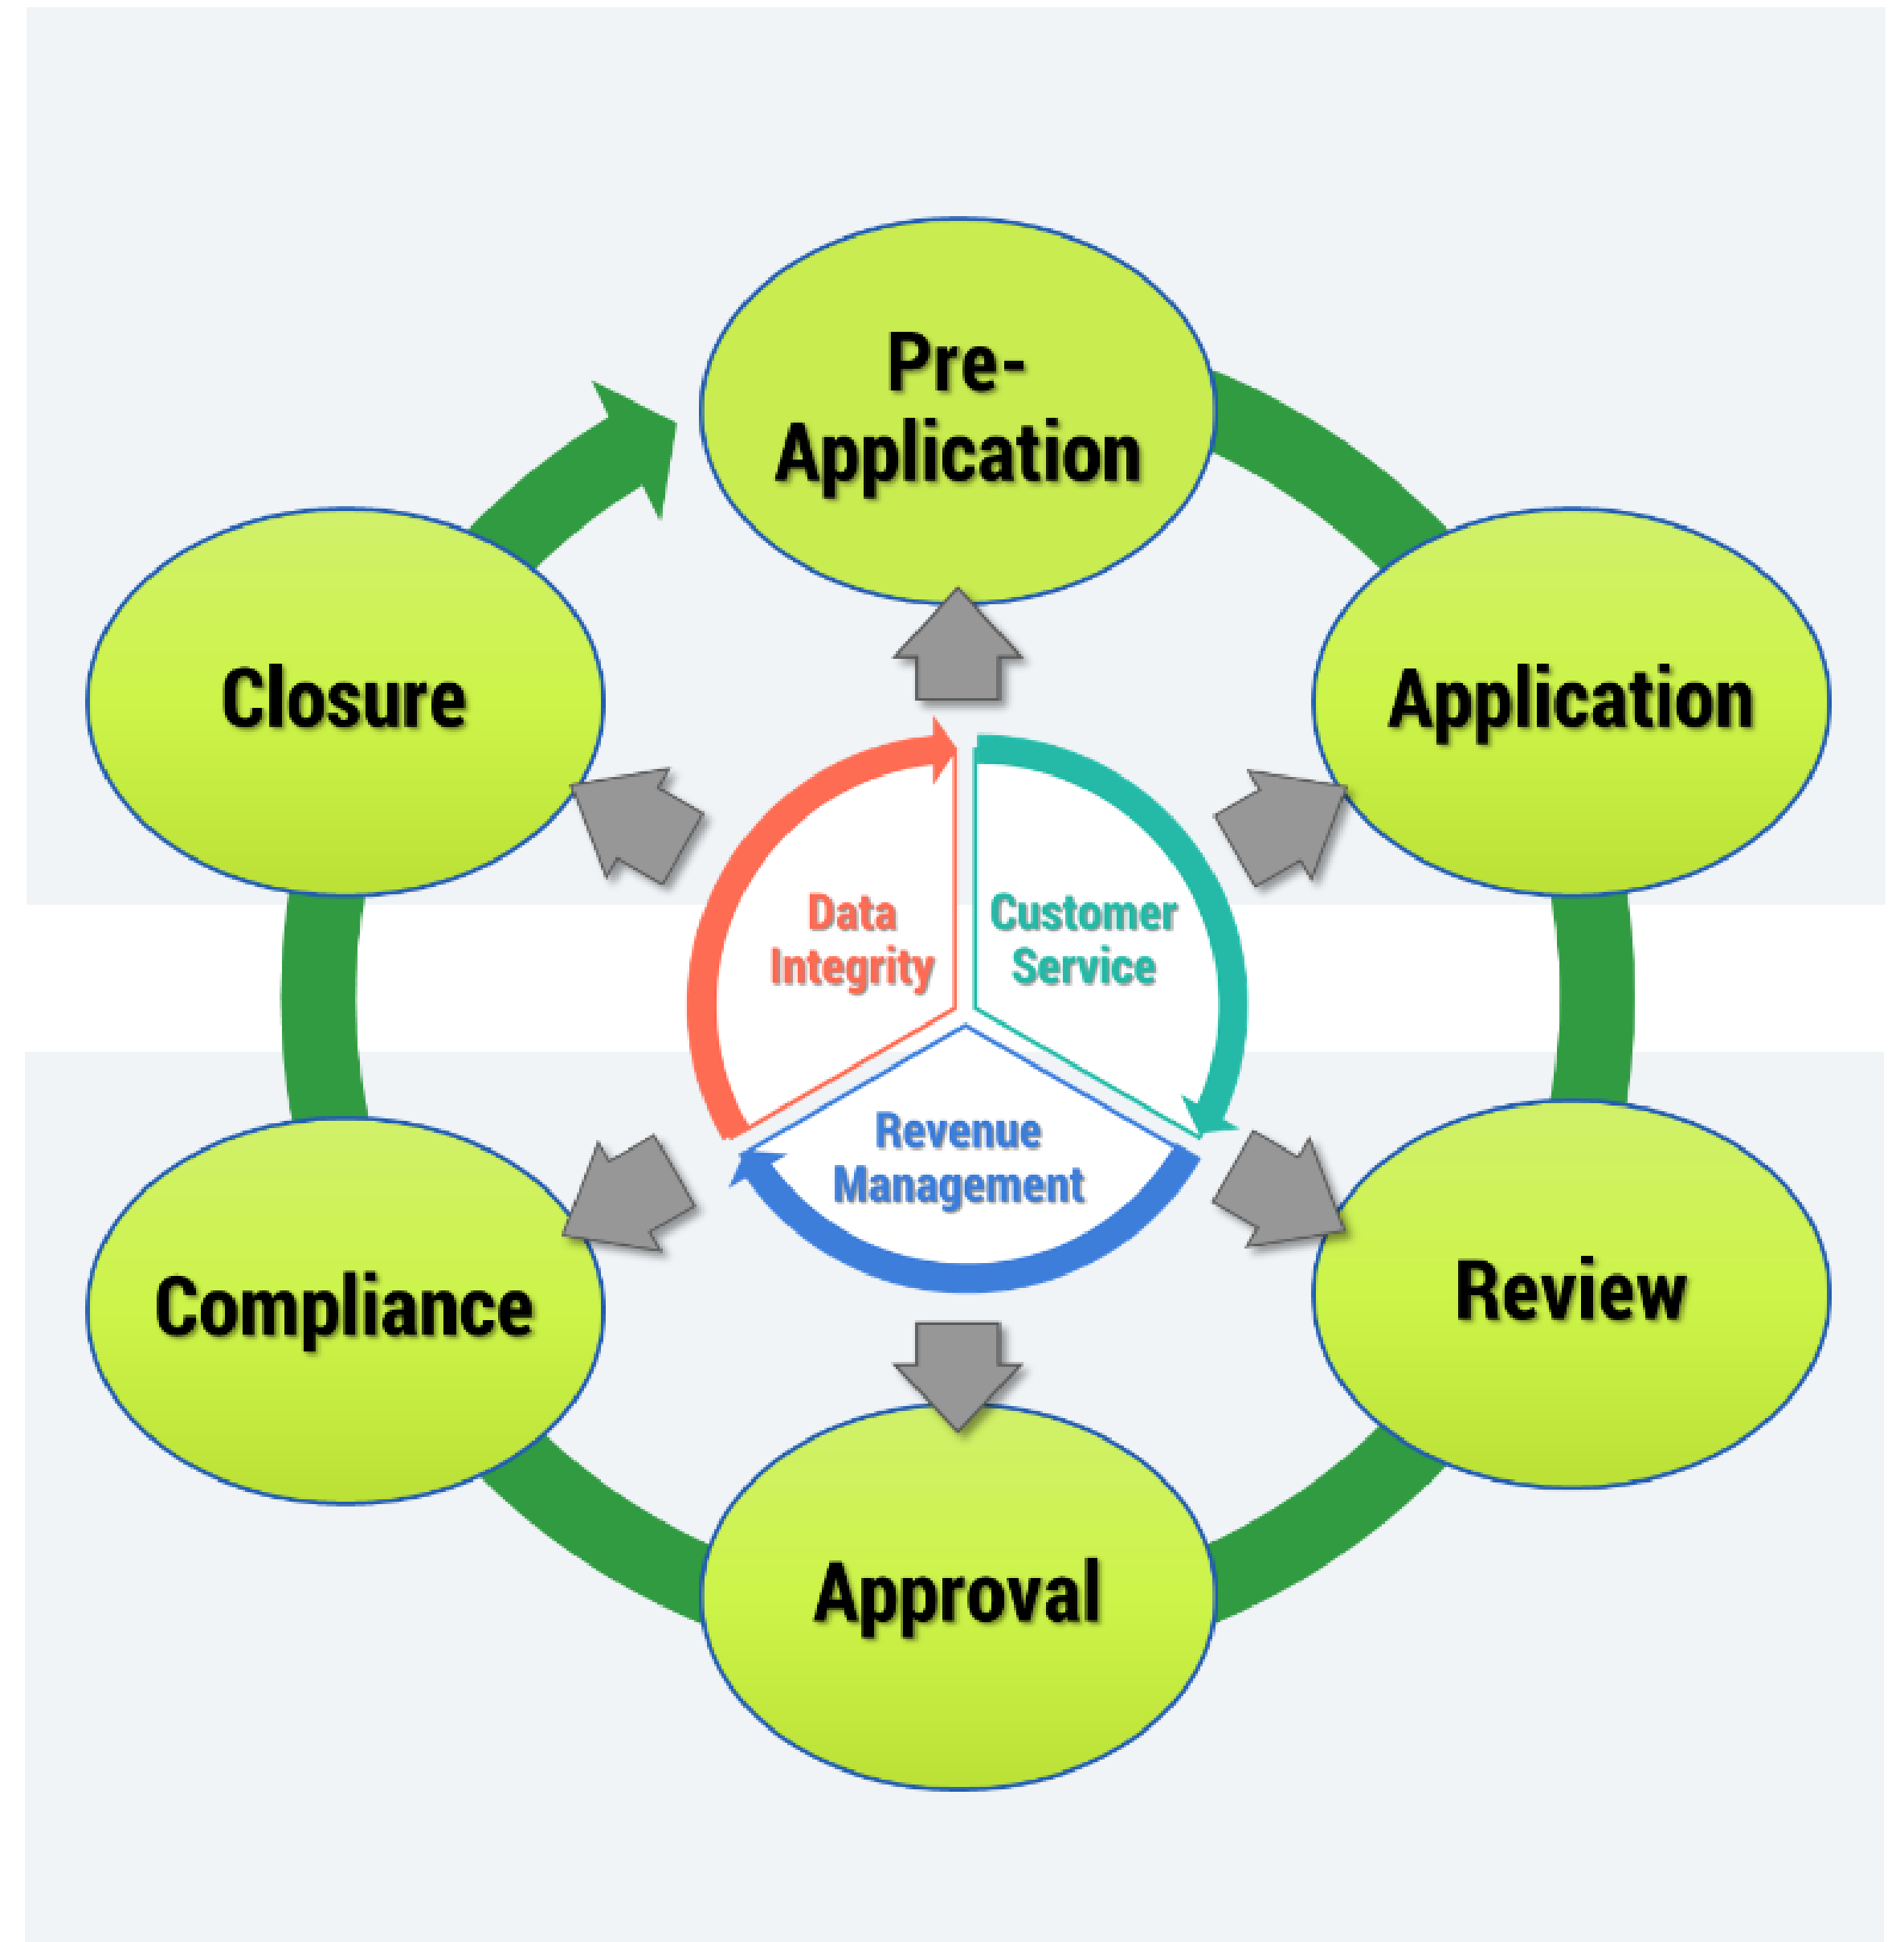 Pre-
Application
Closure
Application
Data
Integrity
Customer
Service
Revenue
Management
Compliance
Review
Approval